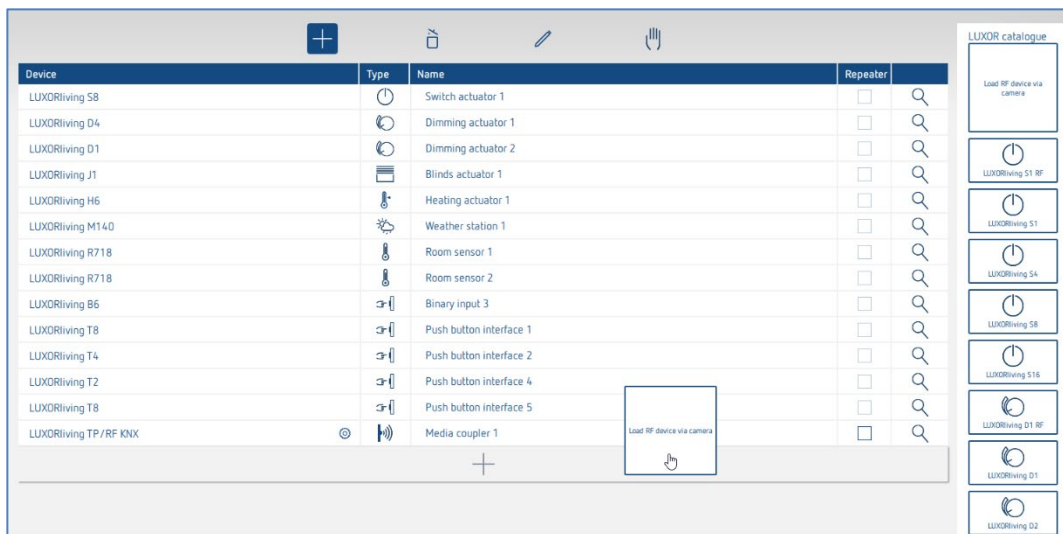 LUXOR catalogue
Device Type Name Repeater
LUXORliving S8 Switch actuator 1
LUXORliving D4 Dimming actuator 1
LUXORliving D1 Dimming actuator 2
LUXORliving J1 Blinds actuator 1
LUXORliving H6 Heating actuator 1
LUXORliving M140 Weather station 1
LUXORliving R718 Room sensor 1
LUXORliving R718 Room sensor 2
LUXORliving B6 Binary input 3
LUXORliving T8 Push button interface 1
LUXORliving T4 Push button interface 2
LUXORliving T2 Push button interface 4
LUXORliving T8 Push button interface 5
LUXORliving TP/RF KNX Media coupler 1
Load RF device via camera
Load RF device via
camera
LUXORliving S1 RF
LUXORliving S1
LUXORliving S4
LUXORliving S8
LUXORliving S16
LUXORliving D1 RF
LUXORliving D1
LUXORliving D2